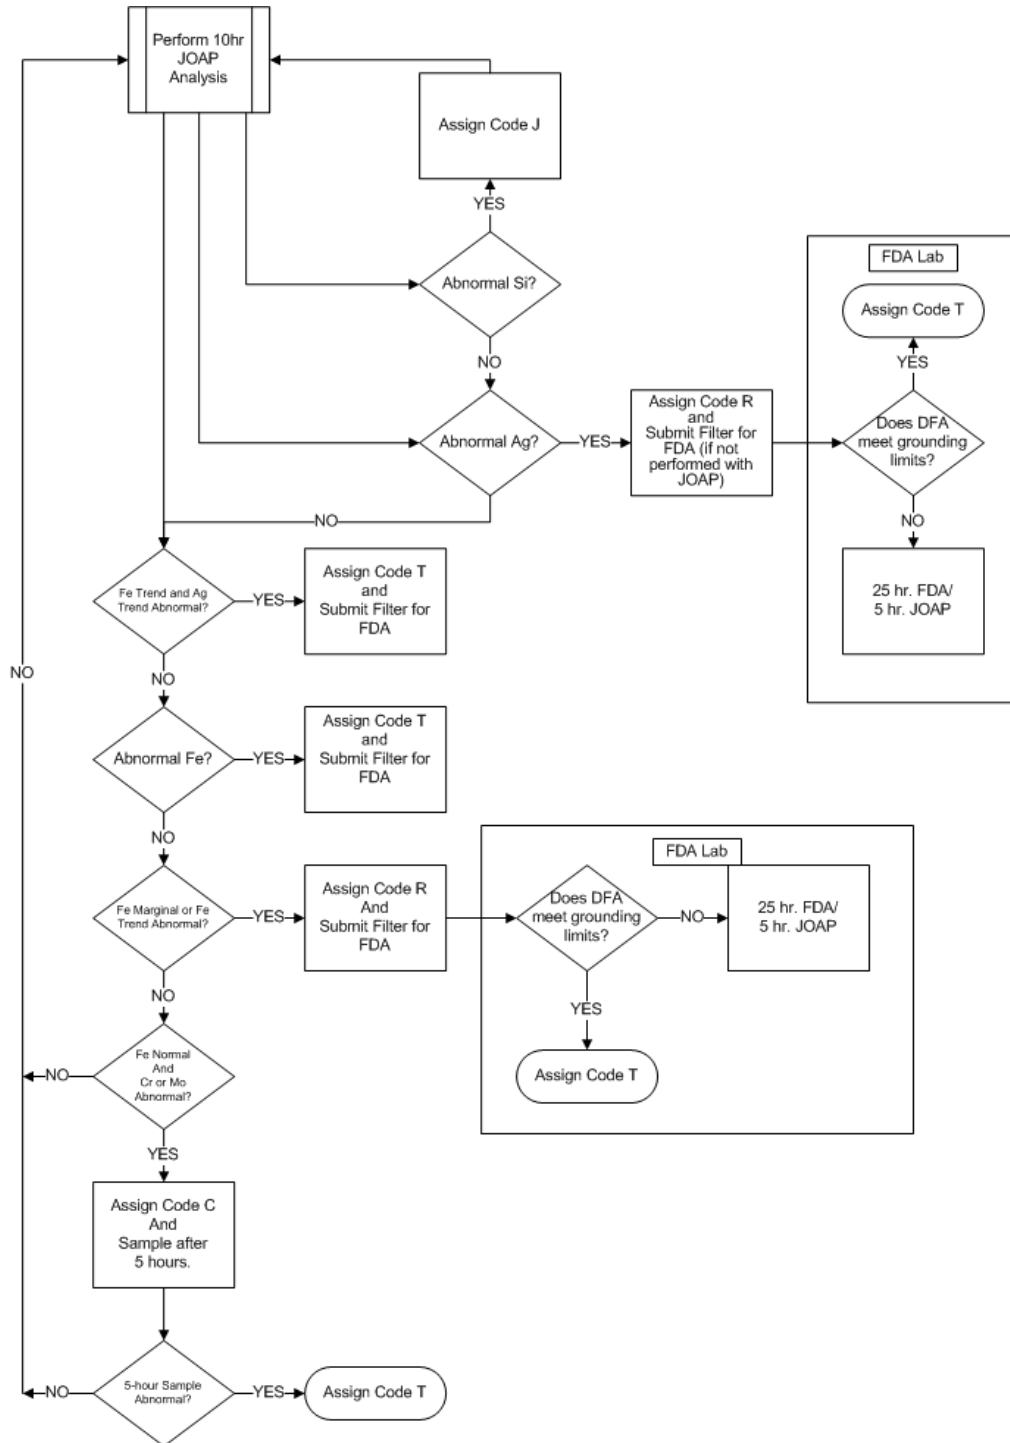 Perform 10hr
JOAP
Analysis
Assign Code J
YES
Abnormal Si?
NO
FDA Lab
Assign Code T
YES
Abnormal Ag?
YES
Assign Code R
and
Submit Filter for
FDA (if not
performed with
JOAP)
Does DFA
meet grounding
limits?
NO
NO
25 hr. FDA/
5 hr. JOAP
Fe Trend and Ag
Trend Abnormal?
YES
Assign Code T
and
Submit Filter for
FDA
NO
NO
Abnormal Fe?
YES
Assign Code T
and
Submit Filter for
FDA
NO
Fe Marginal or Fe
Trend Abnormal?
YES
Assign Code R
And
Submit Filter for
FDA
FDA Lab
Does DFA
meet grounding
limits?
NO
25 hr. FDA/
5 hr. JOAP
YES
Assign Code T
NO
Fe Normal
And
Cr or Mo
Abnormal?
NO
YES
Assign Code C
And
Sample after
5 hours.
5-hour Sample
Abnormal?
NO
YES
Assign Code T